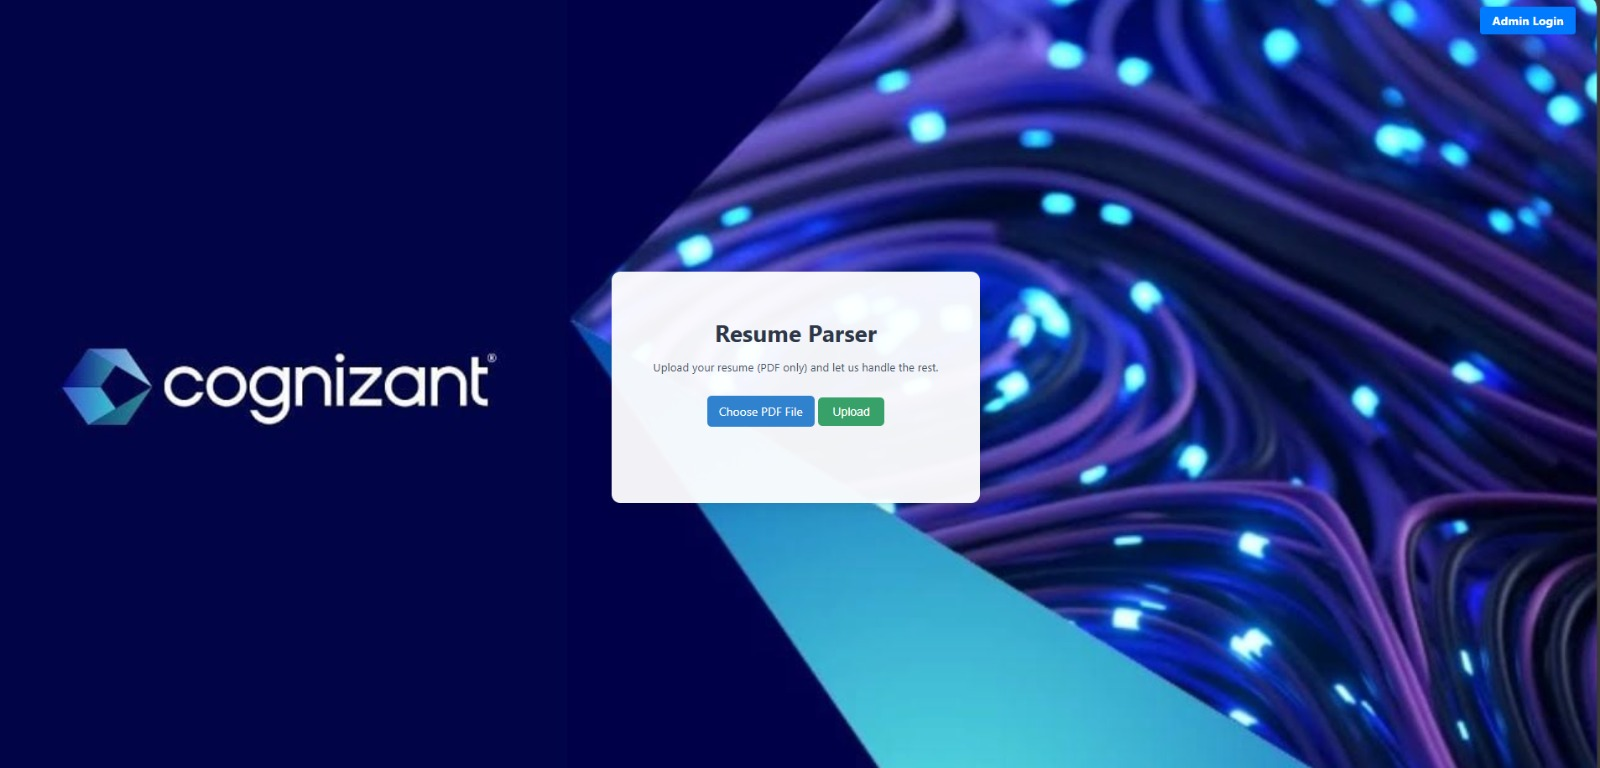 Admin Login
cognizant®
Resume Parser
Upload your resume (PDF only) and let us handle the rest.
Choose PDF File
Upload